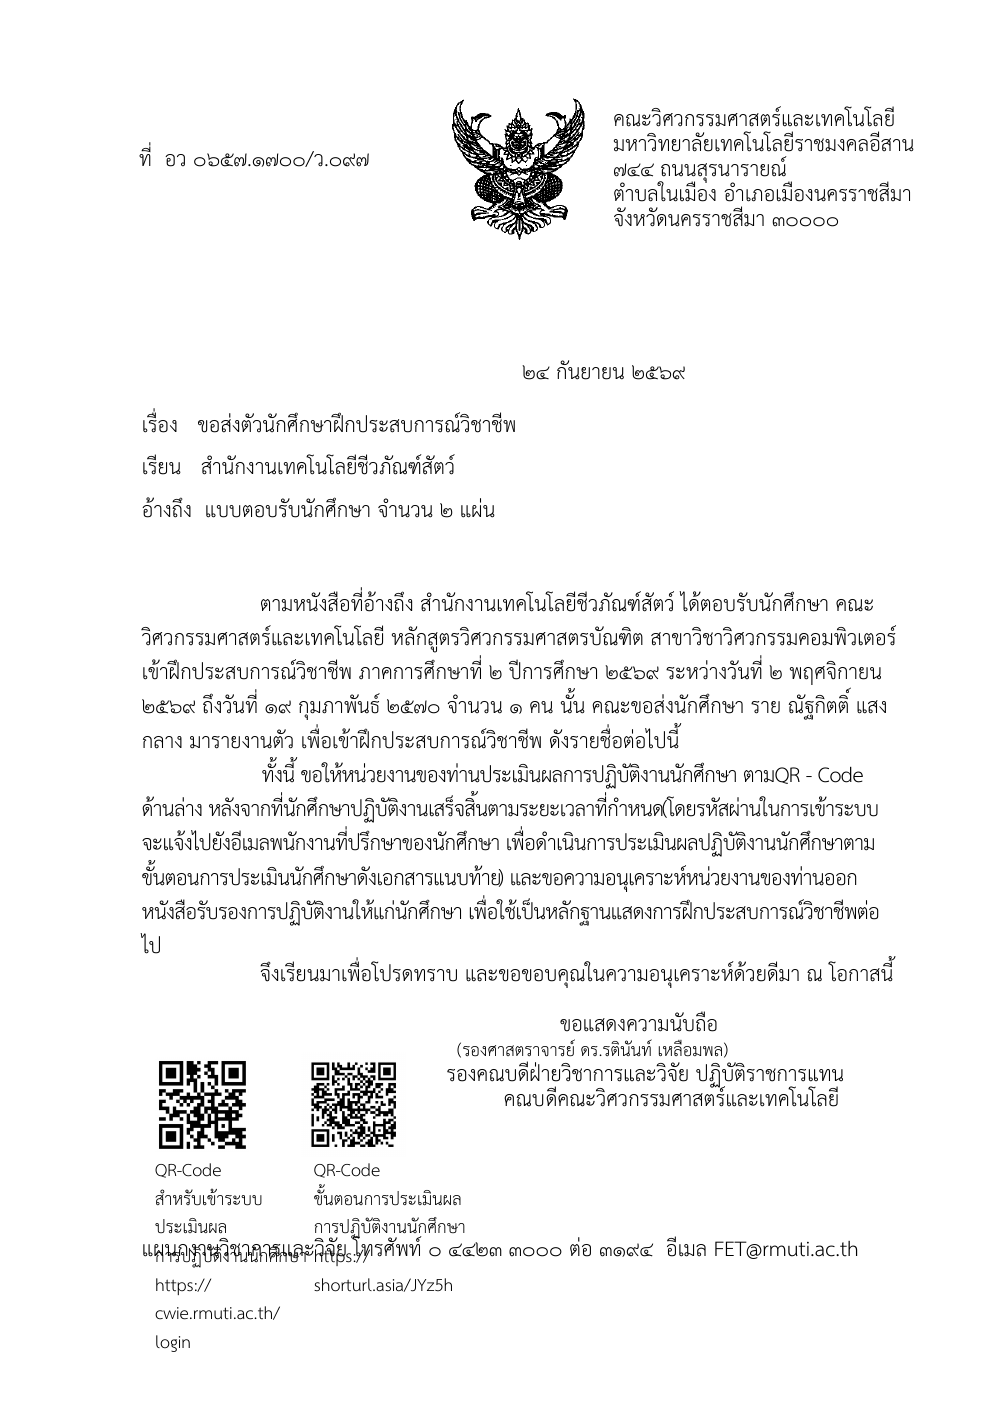 ที่  อว ๐๖๕๗.๑๗๐๐/ว.๐๙๗
คณะวิศวกรรมศาสตร์และเทคโนโลยี
มหาวิทยาลัยเทคโนโลยีราชมงคลอีสาน
๗๔๔ ถนนสุรนารายณ์
ตำบลในเมือง อำเภอเมืองนครราชสีมา
จังหวัดนครราชสีมา ๓๐๐๐๐
๒๔ กันยายน ๒๕๖๙
เรื่อง   ขอส่งตัวนักศึกษาฝึกประสบการณ์วิชาชีพ
เรียน   สำนักงานเทคโนโลยีชีวภัณฑ์สัตว์
อ้างถึง  แบบตอบรับนักศึกษา จำนวน ๒ แผ่น
ตามหนังสือที่อ้างถึง สำนักงานเทคโนโลยีชีวภัณฑ์สัตว์ ได้ตอบรับนักศึกษา คณะ
วิศวกรรมศาสตร์และเทคโนโลยี หลักสูตรวิศวกรรมศาสตรบัณฑิต สาขาวิชาวิศวกรรมคอมพิวเตอร์
เข้าฝึกประสบการณ์วิชาชีพ ภาคการศึกษาที่ ๒ ปีการศึกษา ๒๕๖๙ ระหว่างวันที่ ๒ พฤศจิกายน
๒๕๖๙ ถึงวันที่ ๑๙ กุมภาพันธ์ ๒๕๗๐ จำนวน ๑ คน นั้น คณะขอส่งนักศึกษา ราย ณัฐกิตติ์ แสง
กลาง มารายงานตัว เพื่อเข้าฝึกประสบการณ์วิชาชีพ ดังรายชื่อต่อไปนี้
ทั้งนี้ ขอให้หน่วยงานของท่านประเมินผลการปฏิบัติงานนักศึกษา ตามQR - Code
ด้านล่าง หลังจากที่นักศึกษาปฏิบัติงานเสร็จสิ้นตามระยะเวลาที่กำหนด(โดยรหัสผ่านในการเข้าระบบ
จะแจ้งไปยังอีเมลพนักงานที่ปรึกษาของนักศึกษา เพื่อดำเนินการประเมินผลปฏิบัติงานนักศึกษาตาม
ขั้นตอนการประเมินนักศึกษาดังเอกสารแนบท้าย) และขอความอนุเคราะห์หน่วยงานของท่านออก
หนังสือรับรองการปฏิบัติงานให้แก่นักศึกษา เพื่อใช้เป็นหลักฐานแสดงการฝึกประสบการณ์วิชาชีพต่อ
ไป
จึงเรียนมาเพื่อโปรดทราบ และขอขอบคุณในความอนุเคราะห์ด้วยดีมา ณ โอกาสนี้
ขอแสดงความนับถือ
(รองศาสตราจารย์ ดร.รตินันท์ เหลือมพล)
รองคณบดีฝ่ายวิชาการและวิจัย ปฏิบัติราชการแทน
คณบดีคณะวิศวกรรมศาสตร์และเทคโนโลยี
QR-Code
สำหรับเข้าระบบ
ประเมินผล
การปฏิบัติงานนักศึกษา
https://
cwie.rmuti.ac.th/
login
QR-Code
ขั้นตอนการประเมินผล
การปฏิบัติงานนักศึกษา
https://
shorturl.asia/JYz5h
แผนกงานวิชาการและวิจัย โทรศัพท์ ๐ ๔๔๒๓ ๓๐๐๐ ต่อ ๓๑๙๔  อีเมล FET@rmuti.ac.th